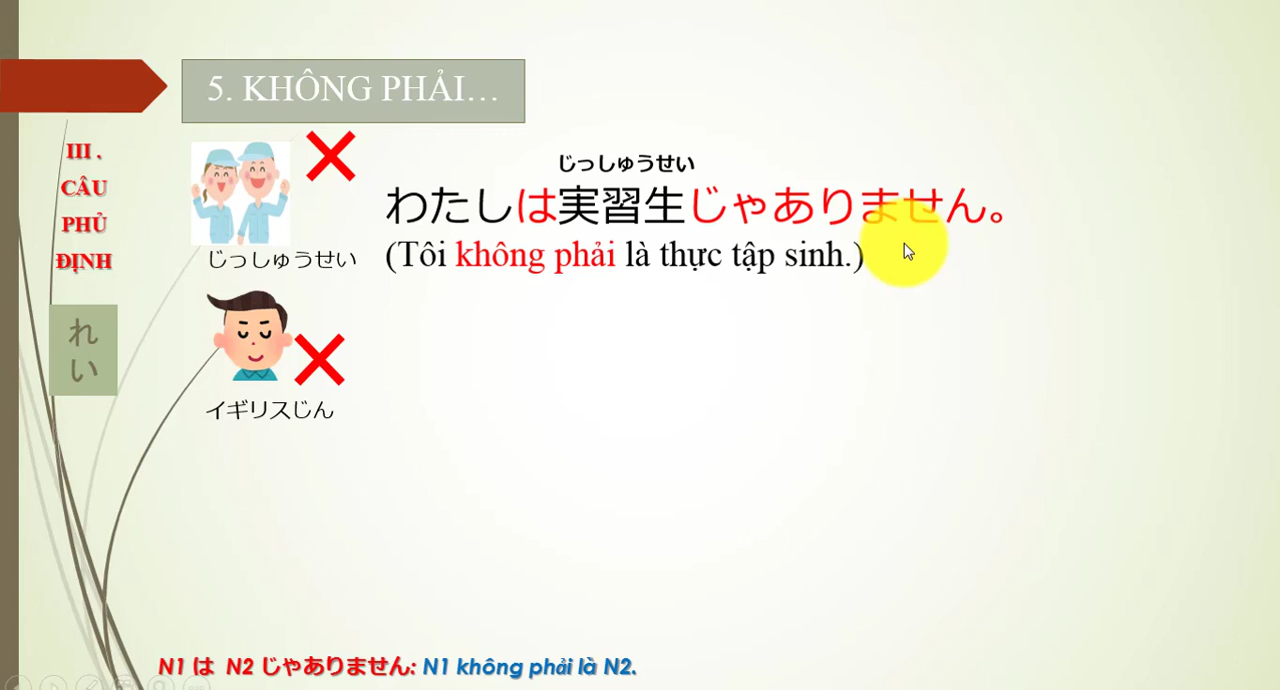 5. KHÔNG PHẢI…
III .
CÂU
PHỦ
ĐỊNH
れ
い
じっしゅうせい
わたしは実習生じゃありません。
(Tôi không phải là thực tập sinh.)
じっしゅうせい
イギリスじん
N1 は N2 じゃありません: N1 không phải là N2.